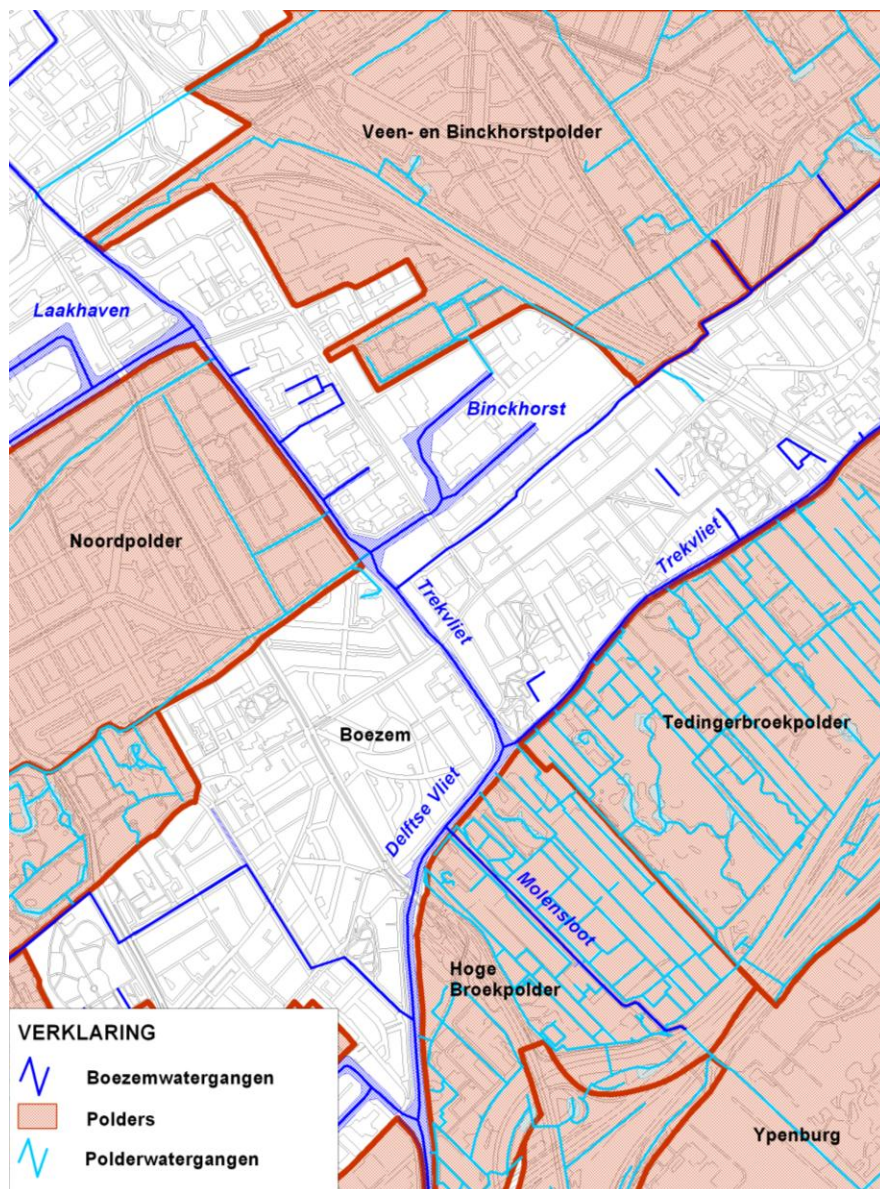 Veen- en Binckhorstpolder
Laakhaven
Binckhorst
Noordpolder
Trekvliet
Trekvliet
Boezem
Tedingerbroekpolder
Delftse Vliet
Molensloot
Hoge
Broekpolder
Ypenburg
VERKLARING
Boezemwatergangen
Polders
Polderwatergangen